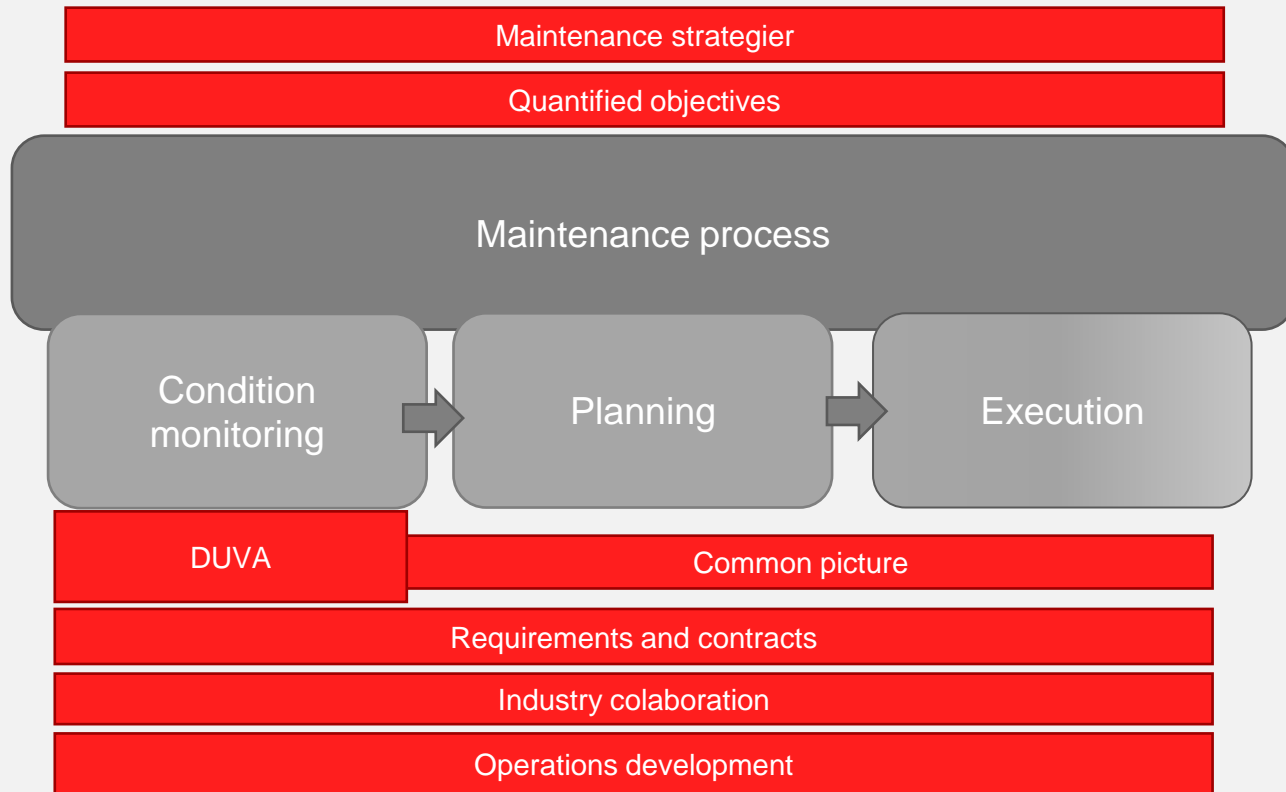 Maintenance strategier
Quantified objectives
Maintenance process
Condition
monitoring
Planning
Execution
DUVA
Common picture
Requirements and contracts
Industry colaboration
Operations development